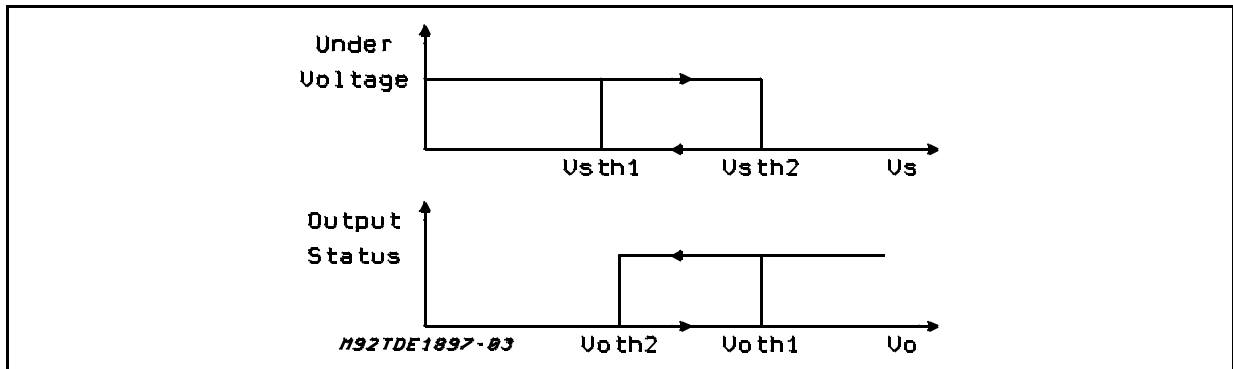 Under
Voltage
Vsth1 Vsth2 Vs
Output
Status
M92TDE1897-03 Voth2 Voth1 Vo